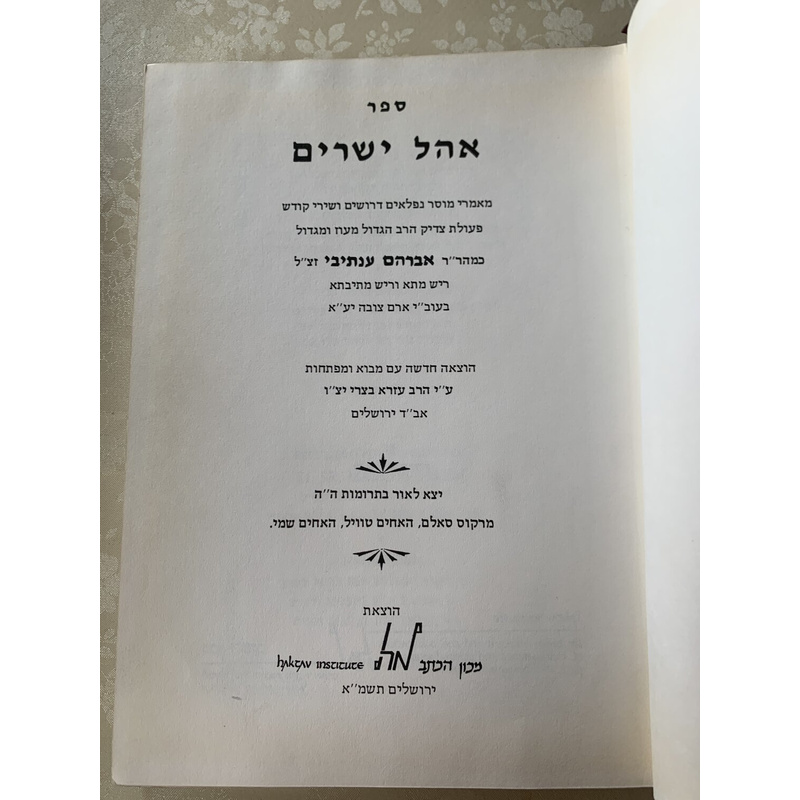 ספר
אהל ישרים
מאמרי מוסר נפלאים דרושים ושירי קודש
פעולת צדיק הרב הגדול מעוז ומגדול
כמהר''ר אברהם ענתיבי זצ''ל
ריש מתא וריש מתיבתא
בעוב''י ארם צובה יע''א
הוצאה חדשה עם מבוא ומפתחות
ע''י הרב עזרא בצרי יצ''ו
אב''ד ירושלים
יצא לאור בתרומות ה''ה
מרקוס סאלם, האחים טוויל, האחים שמי.
הוצאת
מכון הכתב haktav institute
ירושלים תשמ''א